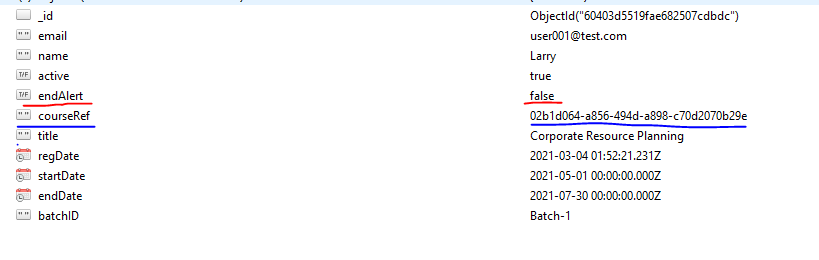 _id ObjectId("60403d5519fae682507cdbdc")
" " email user001@test.com
" " name Larry
T/F active true
T/F endAlert false
" " courseRef 02b1d064-a856-494d-a898-c70d2070b29e
" " title Corporate Resource Planning
regDate 2021-03-04 01:52:21.231Z
startDate 2021-05-01 00:00:00.000Z
endDate 2021-07-30 00:00:00.000Z
" " batchID Batch-1